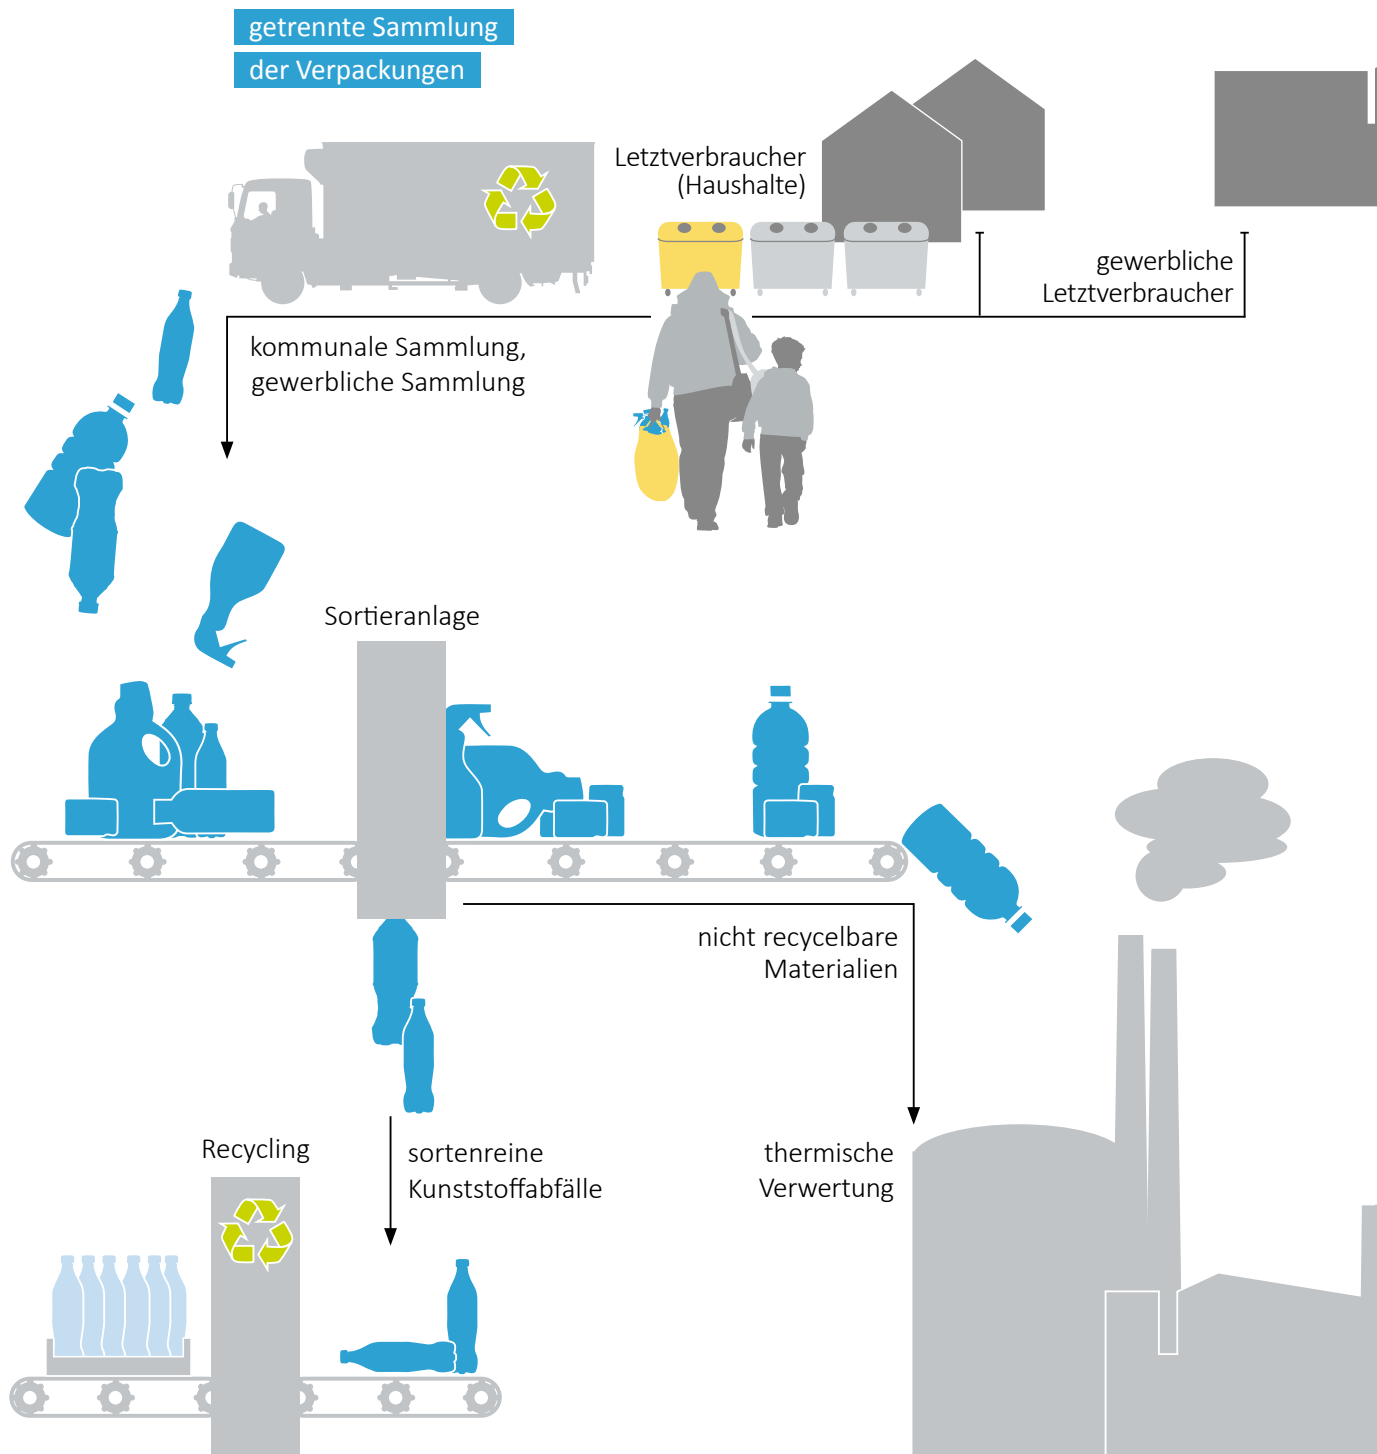 getrennte Sammlung
der Verpackungen
Letztverbraucher
(Haushalte)
gewerbliche
Letztverbraucher
kommunale Sammlung,
gewerbliche Sammlung
Sortieranlage
nicht recycelbare
Materialien
Recycling
sortenreine
Kunststoffabfälle
thermische
Verwertung